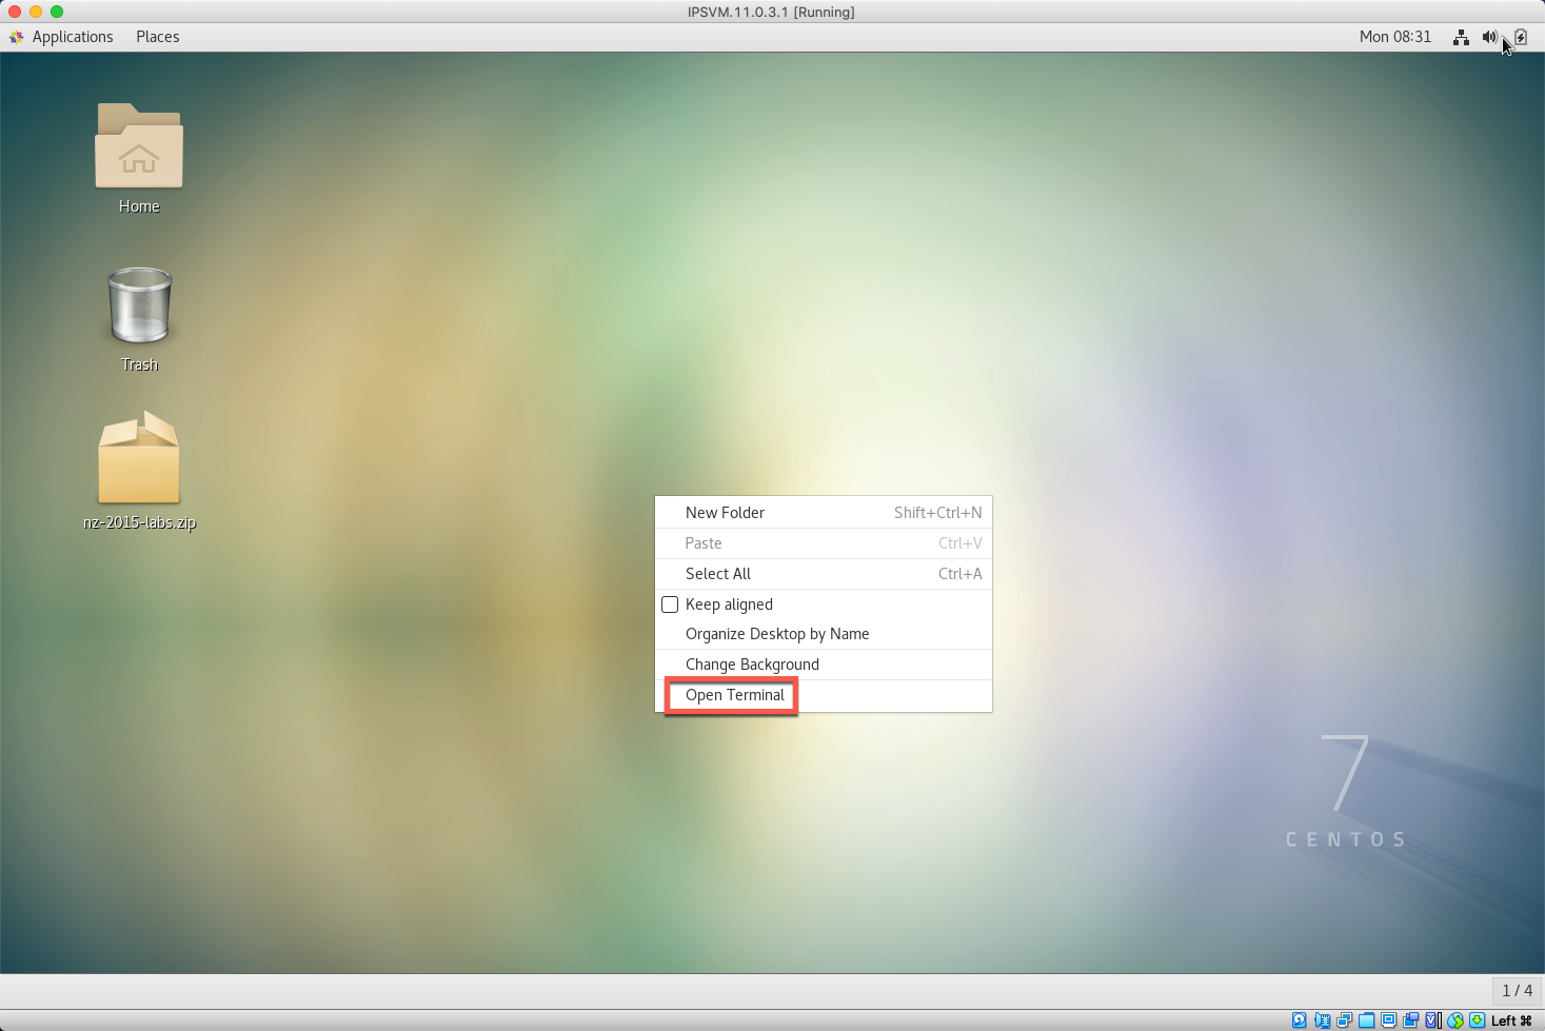 IPSVM.11.0.3.1 [Running]
Applications Places Mon 08:31
Home
Trash
nz-2015-labs.zip
New Folder Shift+Ctrl+N
Paste Ctrl+V
Select All Ctrl+A
Keep aligned
Organize Desktop by Name
Change Background
Open Terminal
7
CENTOS
1 / 4
Left ⌘